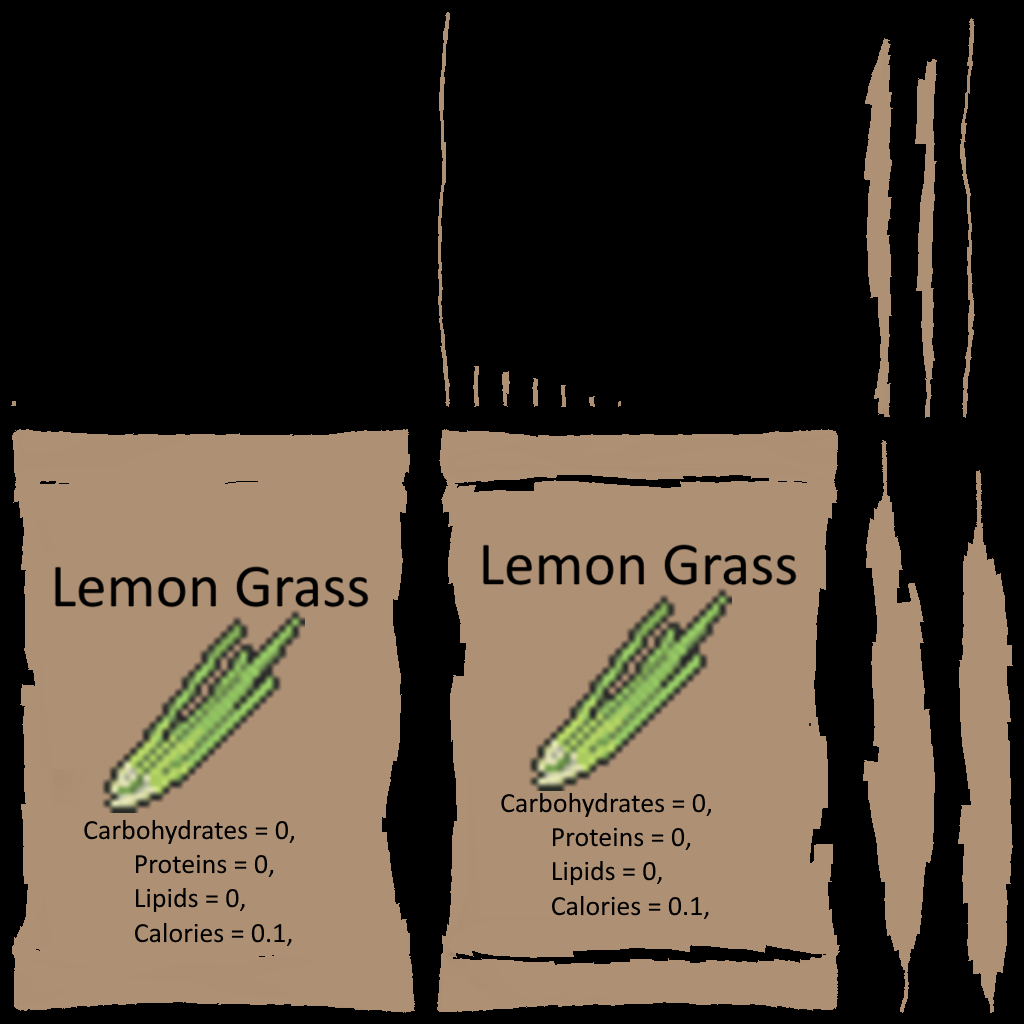 Lemon Grass
Carbohydrates = 0,
Proteins = 0,
Lipids = 0,
Calories = 0.1,
Lemon Grass
Carbohydrates = 0,
Proteins = 0,
Lipids = 0,
Calories = 0.1,